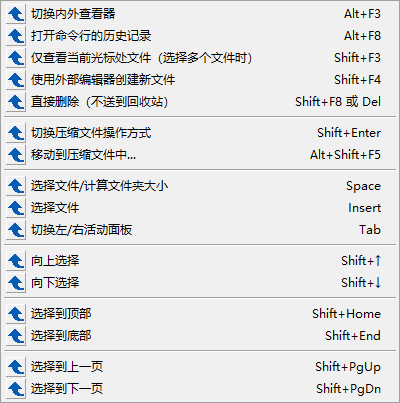 切换内外查看器 Alt+F3
打开命令行的历史记录 Alt+F8
仅查看当前光标处文件（选择多个文件时） Shift+F3
使用外部编辑器创建新文件 Shift+F4
直接删除（不送到回收站） Shift+F8 或 Del
切换压缩文件操作方式 Shift+Enter
移动到压缩文件中... Alt+Shift+F5
选择文件/计算文件夹大小 Space
选择文件 Insert
切换左/右活动面板 Tab
向上选择 Shift+↑
向下选择 Shift+↓
选择到顶部 Shift+Home
选择到底部 Shift+End
选择到上一页 Shift+PgUp
选择到下一页 Shift+PgDn